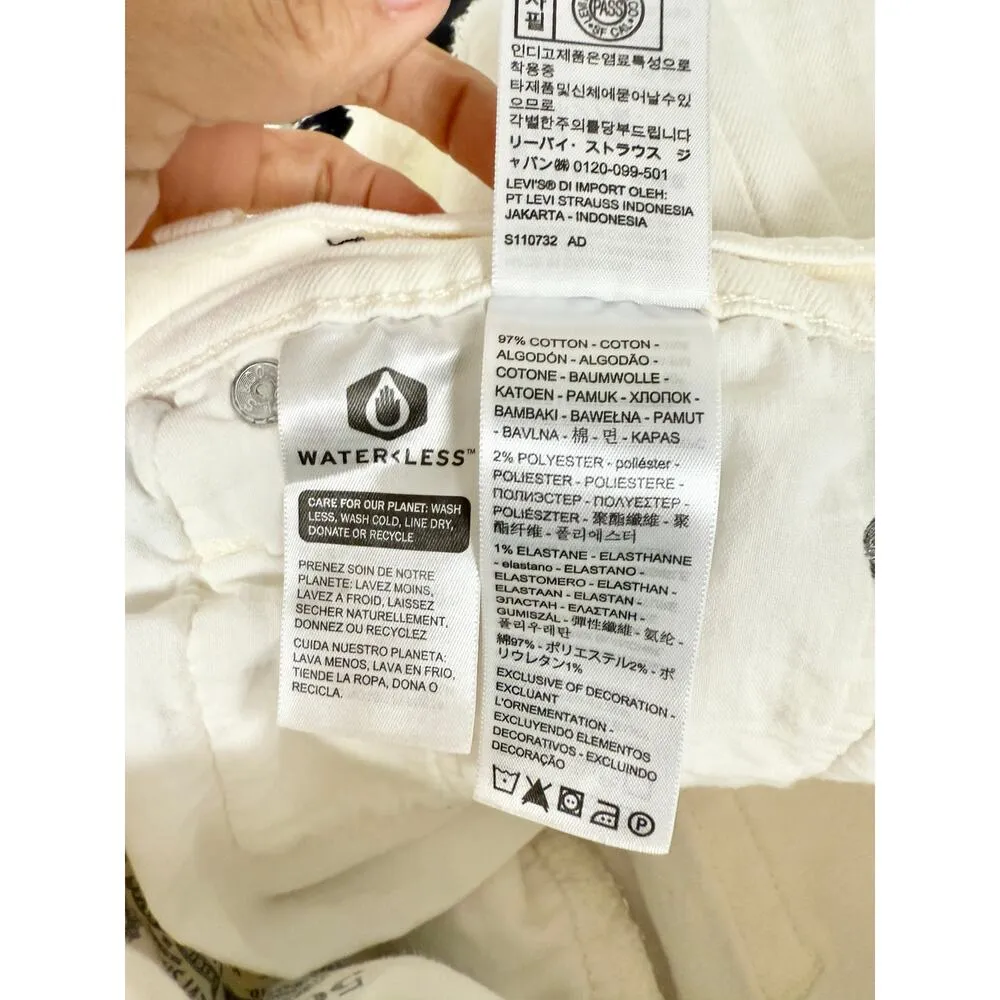 사
필
PASS
SF CAL
인디고제품은염료특성으로
착용중
타제품및신체에묻어날수있
으므로
각별한주의를당부드립니다
リーバイ・ストラウス ジ
ャパン㈱ 0120-099-501
LEVI'S® DI IMPORT OLEH:
PT LEVI STRAUSS INDONESIA
JAKARTA - INDONESIA
S110732 AD
WATER<LESS™
CARE FOR OUR PLANET: WASH
LESS, WASH COLD, LINE DRY,
DONATE OR RECYCLE
PRENEZ SOIN DE NOTRE
PLANETE: LAVEZ MOINS,
LAVEZ A FROID, LAISSEZ
SECHER NATURELLEMENT,
DONNEZ OU RECYCLEZ
CUIDA NUESTRO PLANETA:
LAVA MENOS, LAVA EN FRIO,
TIENDE LA ROPA, DONA O
RECICLA.
97% COTTON - COTON -
ALGODÓN - ALGODÃO -
COTONE - BAUMWOLLE -
KATOEN - PAMUK - ХЛОПОК -
BAMBAKI - BAWEŁNA - PAMUT
- BAVLNA - 棉 - 면 - KAPAS
2% POLYESTER - poliéster -
POLIESTER - POLIESTERE -
ПОЛИЭСТЕР - ΠΟΛΥΕΣΤΕΡ -
POLIÉSZTER - 聚酯纖維 - 聚
酯纤维 - 폴리에스터
1% ELASTANE - ELASTHANNE
- elastano - ELASTANO -
ELASTOMERO - ELASTHAN -
ELASTAAN - ELASTAN -
ЭЛАСТАН - ΕΛΑΣΤΑΝΗ -
GUMISZÁL - 彈性纖維 - 氨纶 -
폴리우레탄
綿97% - ポリエステル2% - ポ
リウレタン1%
EXCLUSIVE OF DECORATION -
EXCLUANT
L'ORNEMENTATION -
EXCLUYENDO ELEMENTOS
DECORATIVOS - EXCLUINDO
DECORAÇÃO
P